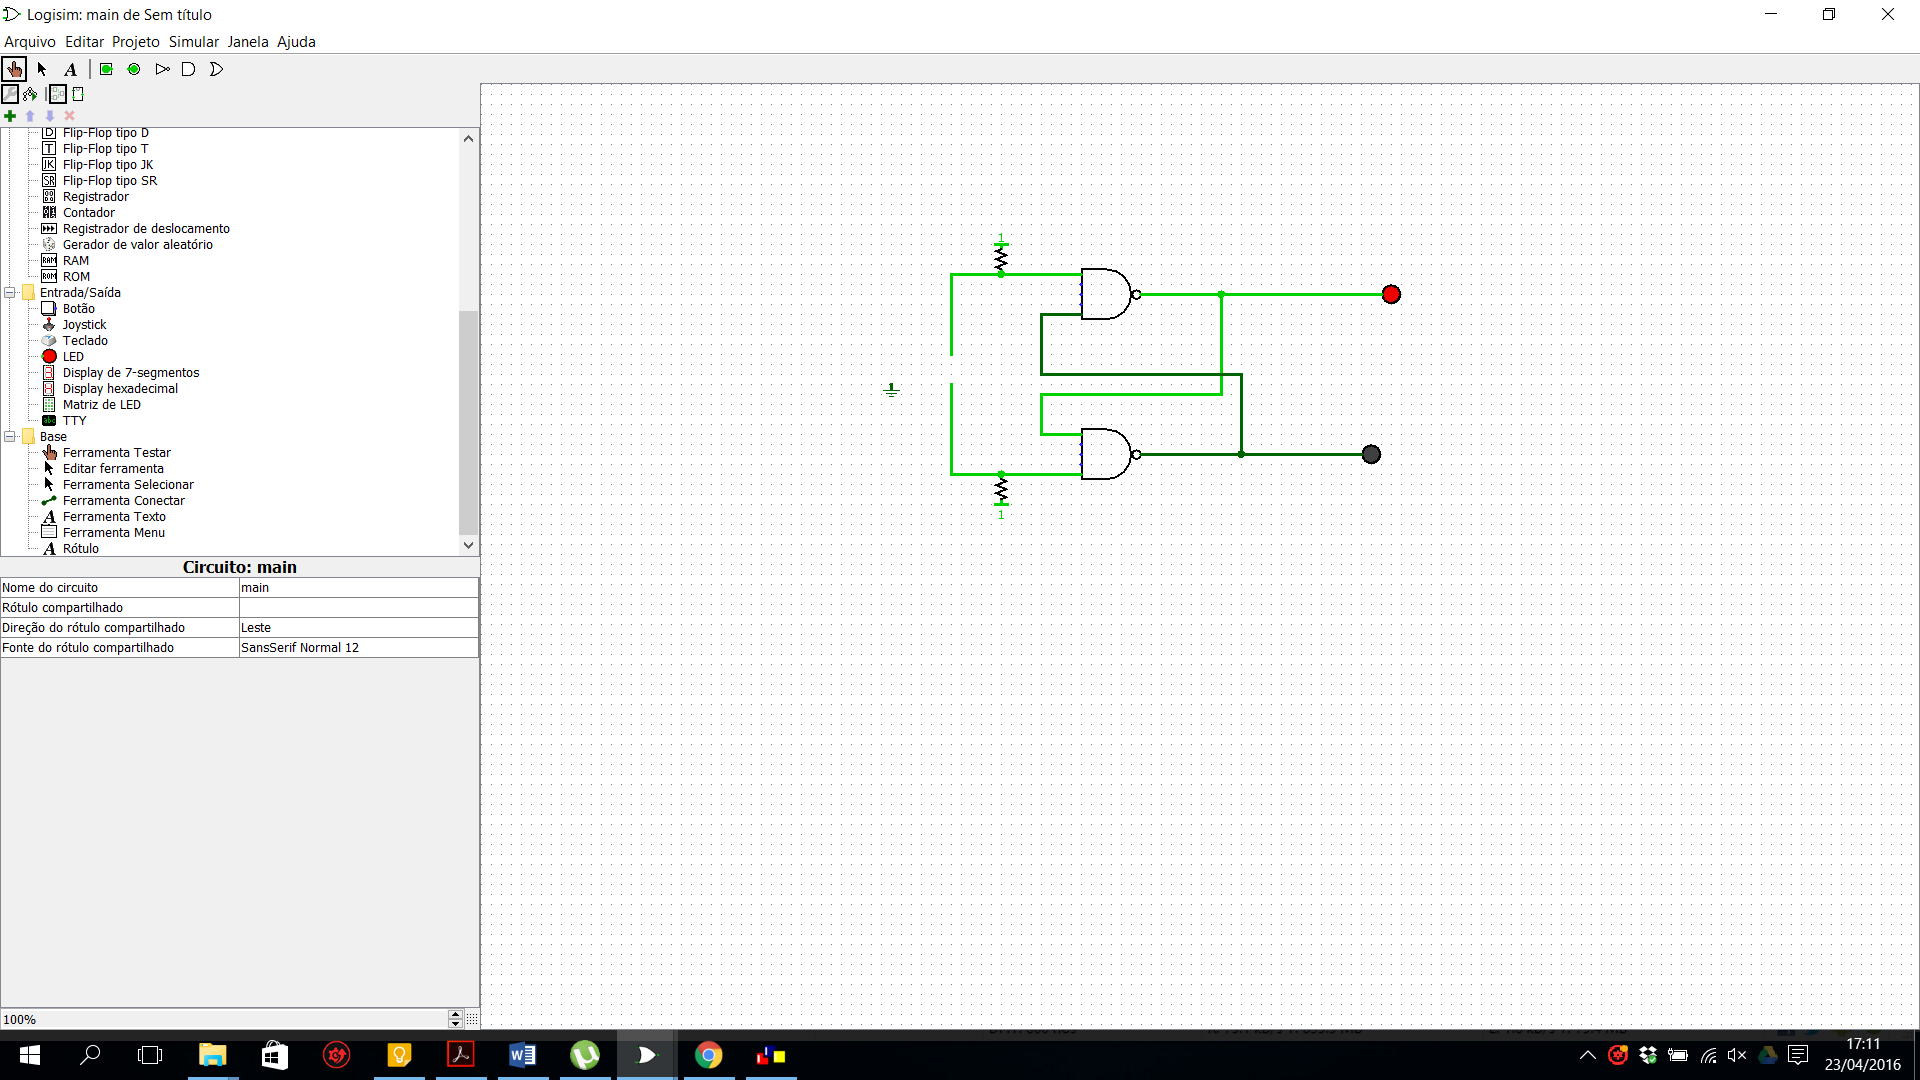 Logisim: main de Sem título
Arquivo Editar Projeto Simular Janela Ajuda
A
D Flip-Flop tipo D
T Flip-Flop tipo T
JK Flip-Flop tipo JK
SR Flip-Flop tipo SR
Registrador
Contador
Registrador de deslocamento
Gerador de valor aleatório
RAM RAM
ROM ROM
Entrada/Saída
Botão
Joystick
Teclado
LED
Display de 7-segmentos
Display hexadecimal
Matriz de LED
TTY
Base
Ferramenta Testar
Editar ferramenta
Ferramenta Selecionar
Ferramenta Conectar
A Ferramenta Texto
Ferramenta Menu
A Rótulo
Circuito: main
Nome do circuito main
Rótulo compartilhado
Direção do rótulo compartilhado Leste
Fonte do rótulo compartilhado SansSerif Normal 12
100%
1
1
17:11
23/04/2016